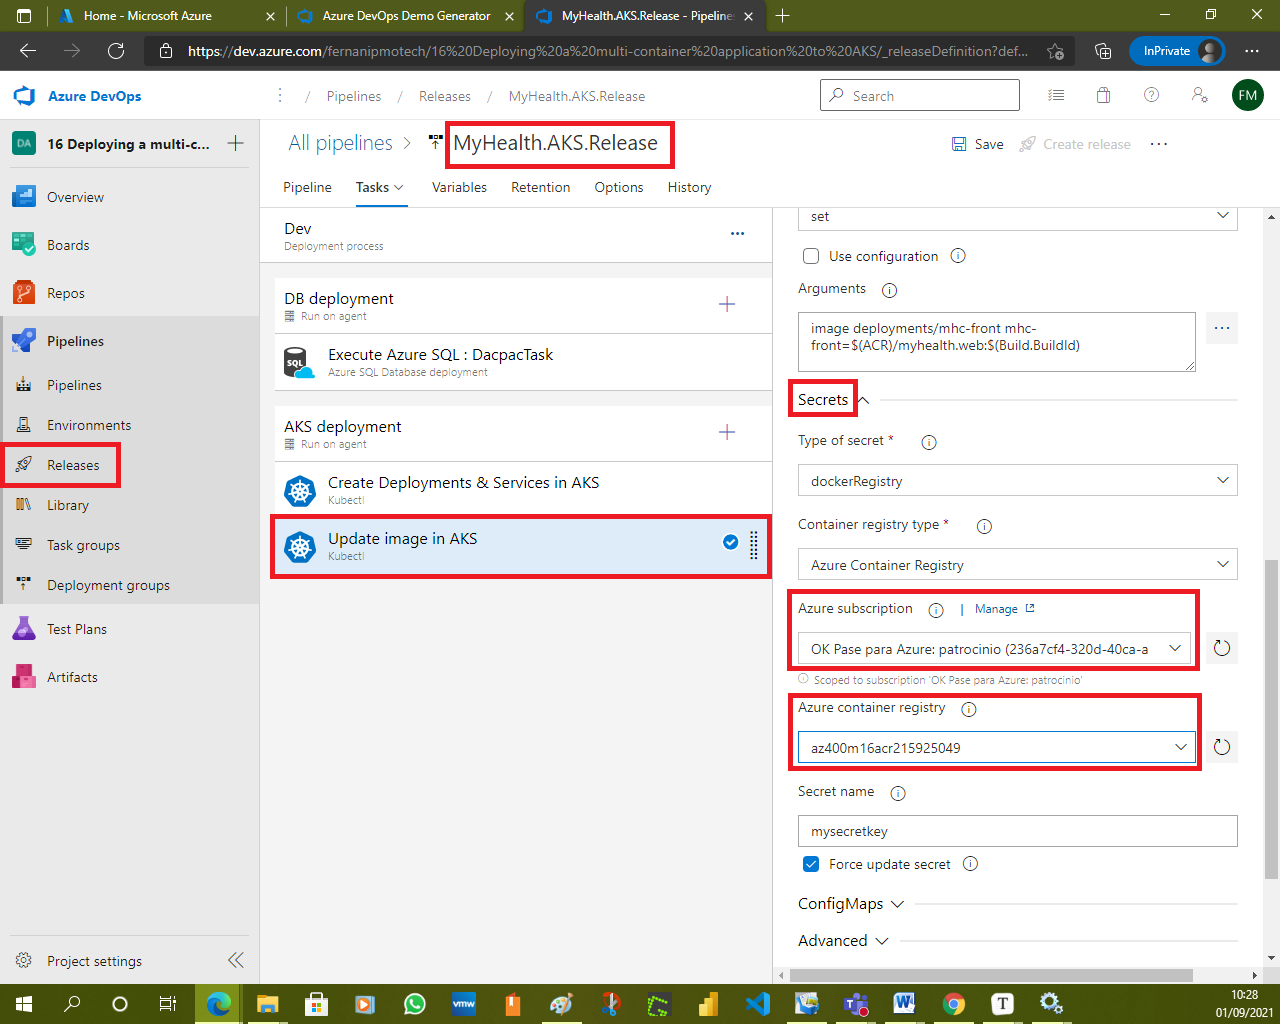 Home - Microsoft Azure
Azure DevOps Demo Generator
MyHealth.AKS.Release - Pipeline
https://dev.azure.com/fernanipmotech/16%20Deploying%20a%20multi-container%20application%20to%20AKS/_releaseDefinition?def...
InPrivate
Azure DevOps
/ Pipelines / Releases / MyHealth.AKS.Release
Search
FM
DA
16 Deploying a multi-c...
All pipelines
MyHealth.AKS.Release
Save
Create release
Pipeline
Tasks
Variables
Retention
Options
History
Overview
Boards
Repos
Pipelines
Pipelines
Environments
Releases
Library
Task groups
Deployment groups
Test Plans
Artifacts
Project settings
Dev
Deployment process
DB deployment
Run on agent
SQL
Execute Azure SQL : DacpacTask
Azure SQL Database deployment
AKS deployment
Run on agent
Create Deployments & Services in AKS
Kubectl
Update image in AKS
Kubectl
set
Use configuration
Arguments
image deployments/mhc-front mhc-
front=$(ACR)/myhealth.web:$(Build.BuildId)
Secrets
Type of secret *
dockerRegistry
Container registry type *
Azure Container Registry
Azure subscription | Manage
OK Pase para Azure: patrocinio (236a7cf4-320d-40ca-a
Scoped to subscription 'OK Pase para Azure: patrocinio'
Azure container registry
az400m16acr215925049
Secret name
mysecretkey
Force update secret
ConfigMaps
Advanced
vmw
T
10:28
01/09/2021